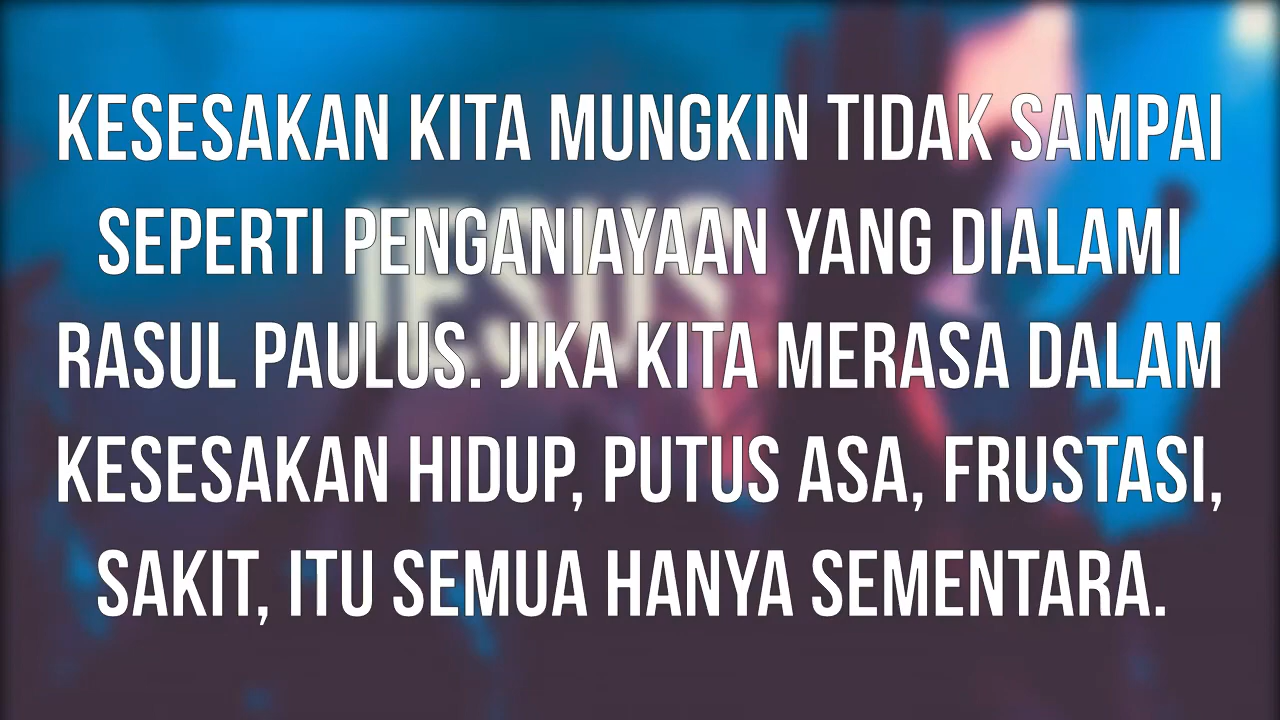 KESESAKAN KITA MUNGKIN TIDAK SAMPAI
SEPERTI PENGANIAYAAN YANG DIALAMI
RASUL PAULUS. JIKA KITA MERASA DALAM
KESESAKAN HIDUP, PUTUS ASA, FRUSTASI,
SAKIT, ITU SEMUA HANYA SEMENTARA.
JESUS